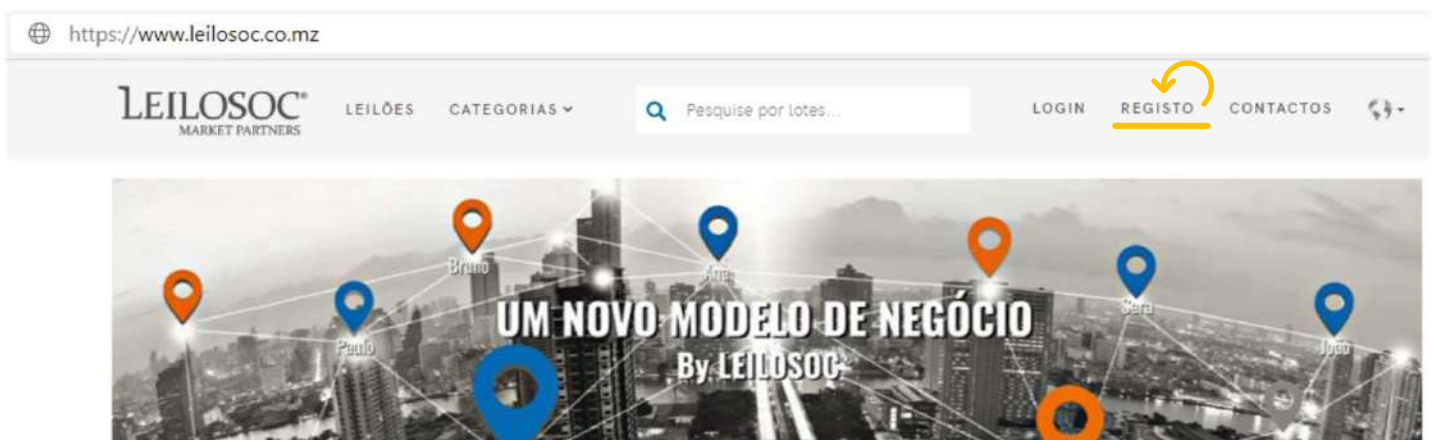 https://www.leilosoc.co.mz
LEILOSOC®
MARKET PARTNERS
LEILÕES CATEGORIAS
Pesquise por lotes...
LOGIN REGISTO CONTACTOS
Bruno
Ana
Sara
Paulo
João
UM NOVO MODELO DE NEGÓCIO
By LEILOSOC®